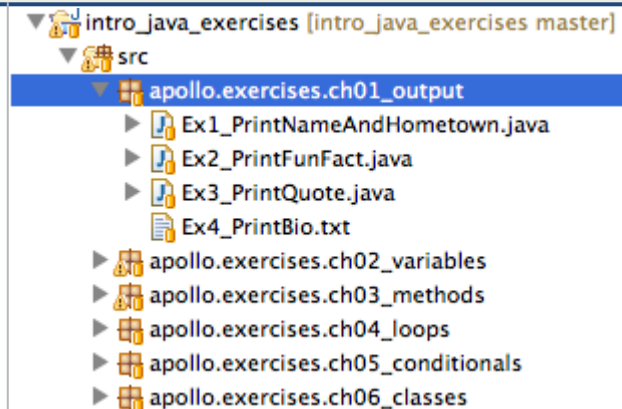 intro_java_exercises [intro_java_exercises master]
src
apollo.exercises.ch01_output
Ex1_PrintNameAndHometown.java
Ex2_PrintFunFact.java
Ex3_PrintQuote.java
Ex4_PrintBio.txt
apollo.exercises.ch02_variables
apollo.exercises.ch03_methods
apollo.exercises.ch04_loops
apollo.exercises.ch05_conditionals
apollo.exercises.ch06_classes